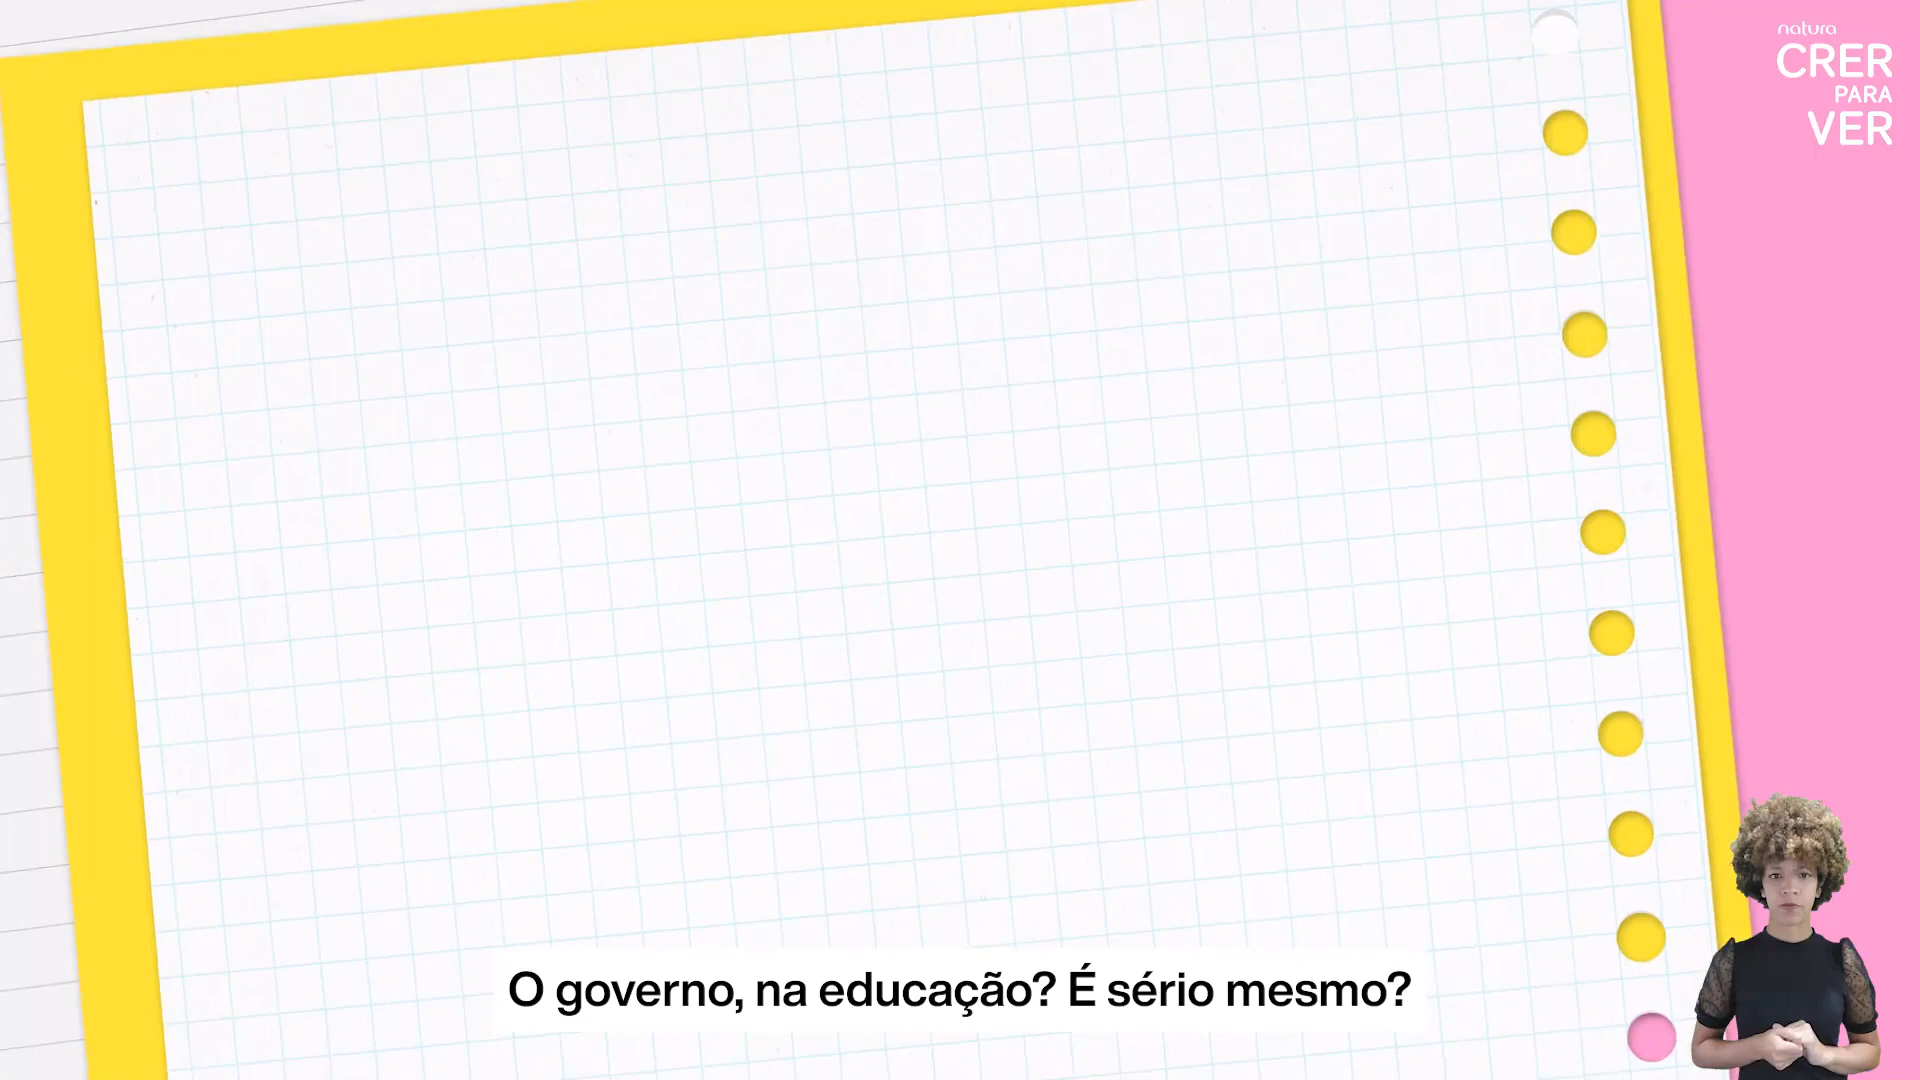 natura
CRER
PARA
VER
O governo, na educação? É sério mesmo?